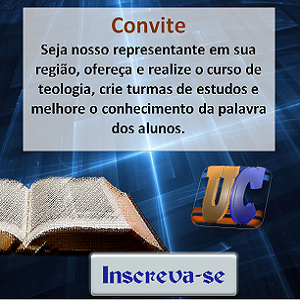 Convite
Seja nosso representante em sua
região, ofereça e realize o curso de
teologia, crie turmas de estudos e
melhore o conhecimento da palavra
dos alunos.
UC
Inscreva-se